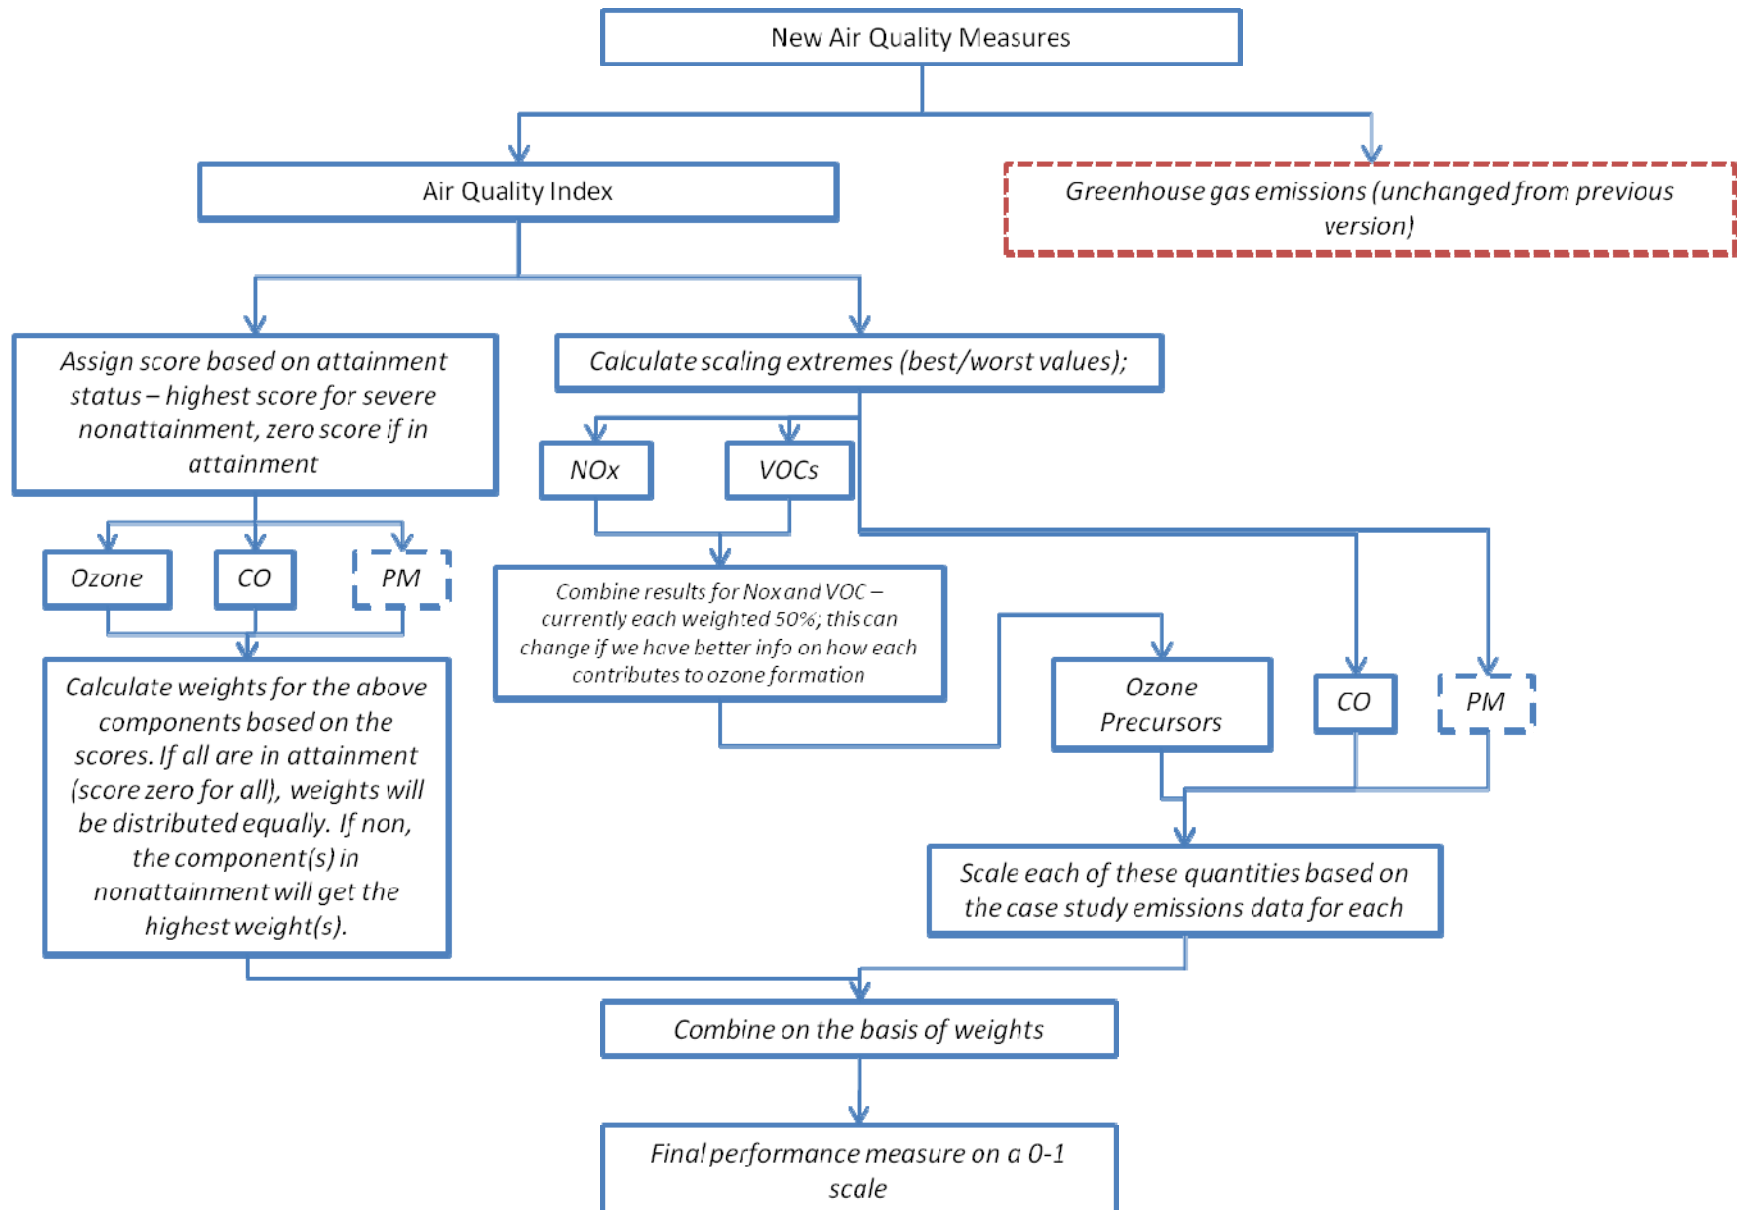 New Air Quality Measures
Air Quality Index
Greenhouse gas emissions (unchanged from previous
version)
Assign score based on attainment
status – highest score for severe
nonattainment, zero score if in
attainment
Calculate scaling extremes (best/worst values);
NOx
VOCs
Ozone
CO
PM
Combine results for Nox and VOC –
currently each weighted 50%; this can
change if we have better info on how each
contributes to ozone formation
Calculate weights for the above
components based on the
scores. If all are in attainment
(score zero for all), weights will
be distributed equally. If non,
the component(s) in
nonattainment will get the
highest weight(s).
Ozone
Precursors
CO
PM
Scale each of these quantities based on
the case study emissions data for each
Combine on the basis of weights
Final performance measure on a 0-1
scale